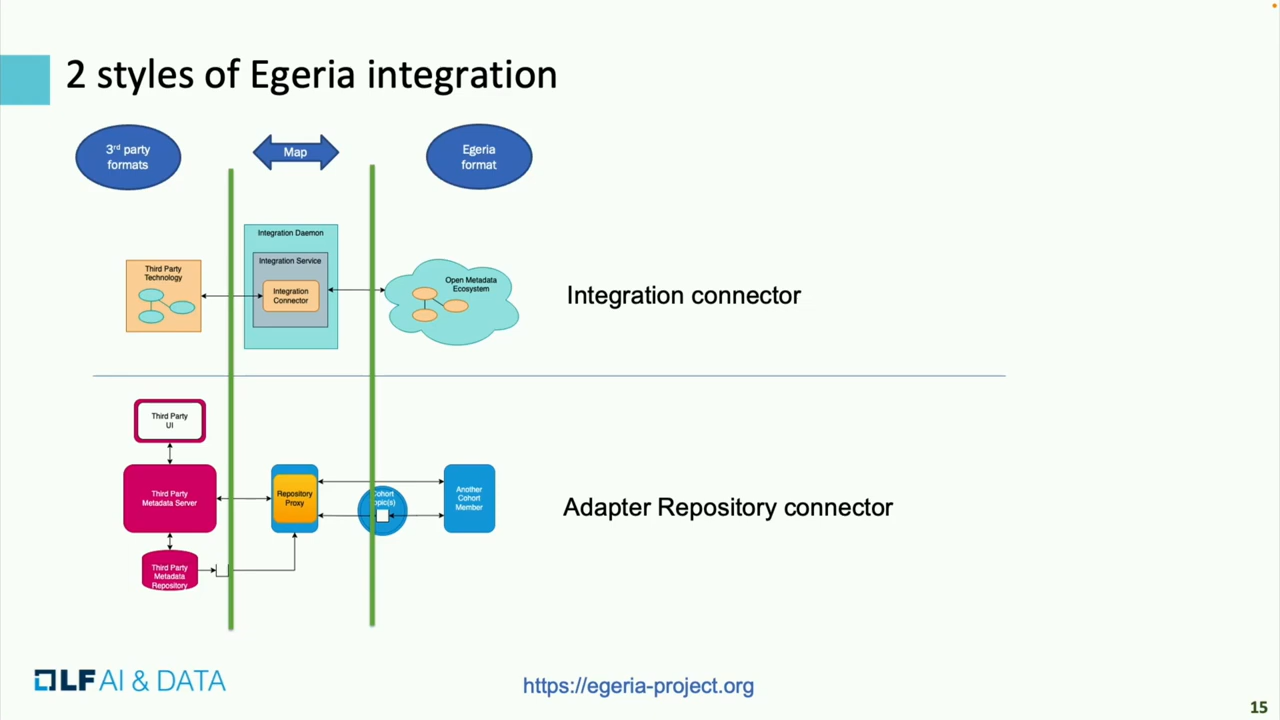 2 styles of Egeria integration
3rd party
formats
Map
Egeria
format
Integration Daemon
Integration Service
Integration
Connector
Third Party
Technology
Open Metadata
Ecosystem
Integration connector
Third Party
UI
Third Party
Metadata Server
Repository
Proxy
Cohort
Topic(s)
Another
Cohort
Member
Adapter Repository connector
Third Party
Metadata
Repository
LF AI & DATA
https://egeria-project.org
15